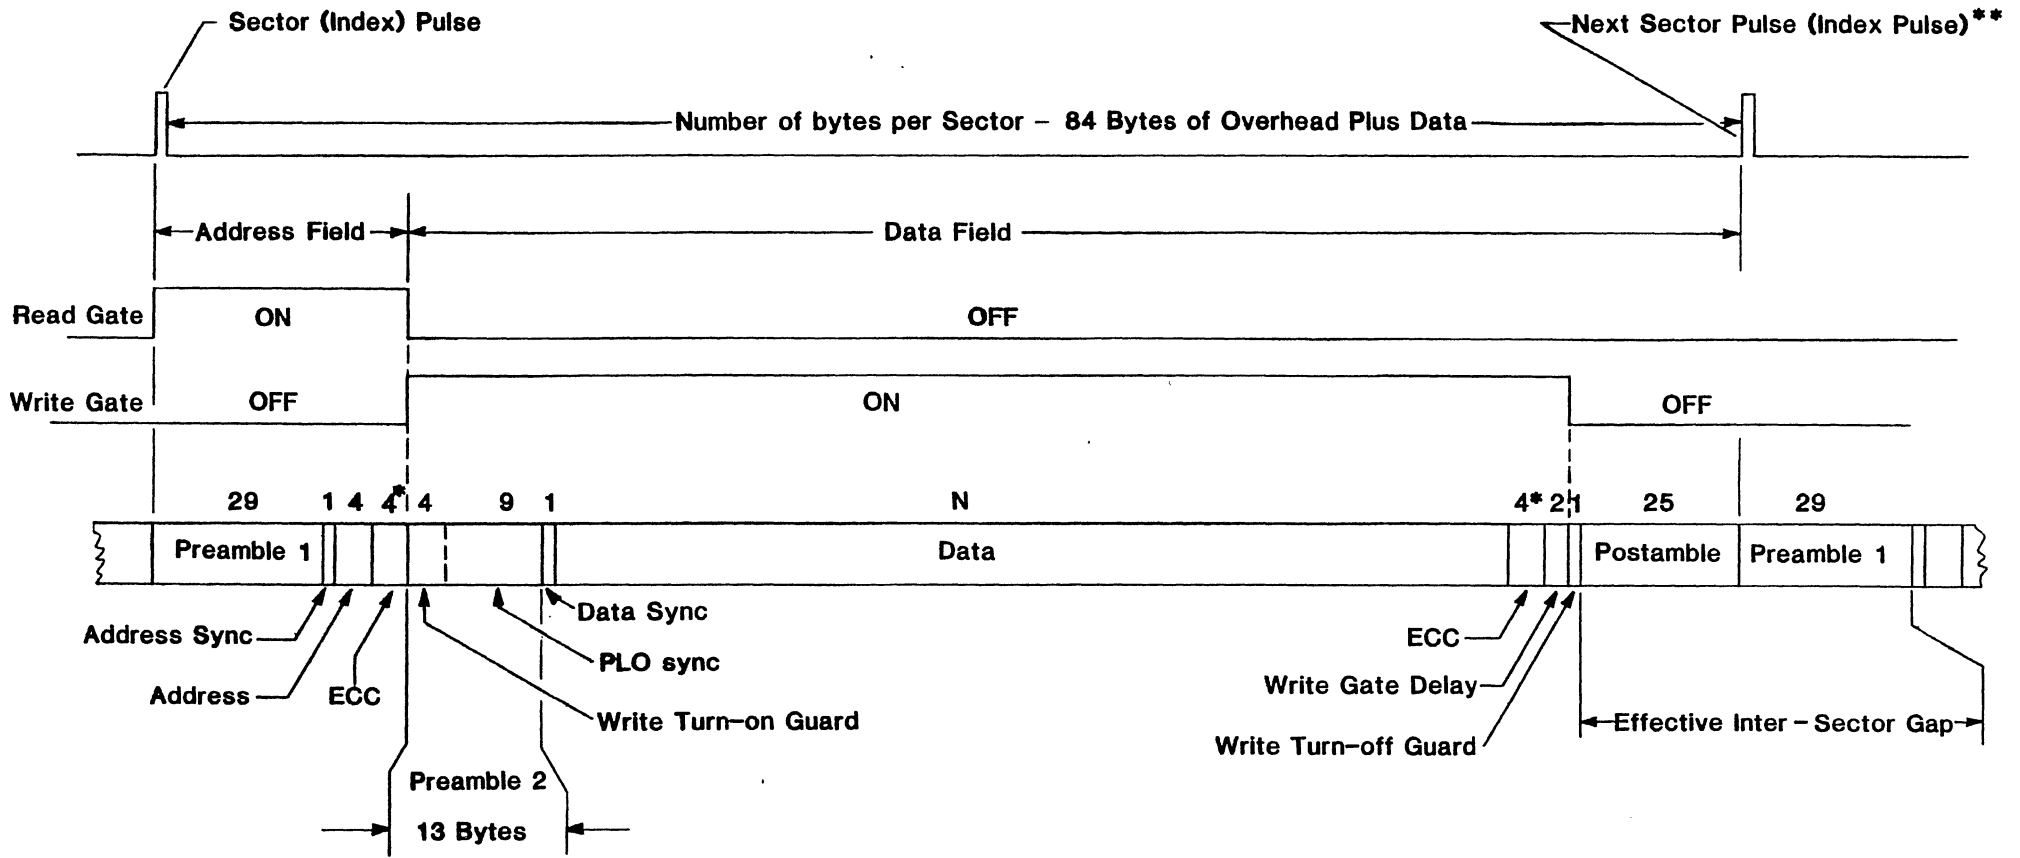 Sector (Index) Pulse
Next Sector Pulse (Index Pulse)**
Number of bytes per Sector – 84 Bytes of Overhead Plus Data
Address Field
Data Field
Read Gate
ON
OFF
Write Gate
OFF
ON
OFF
29 1 4 4* 4 9 1 N 4* 2 1 25 29
Preamble 1
Data
Postamble
Preamble 1
Data Sync
Address Sync
ECC
PLO sync
Address
ECC
Write Gate Delay
Write Turn-on Guard
Effective Inter – Sector Gap
Write Turn-off Guard
Preamble 2
13 Bytes